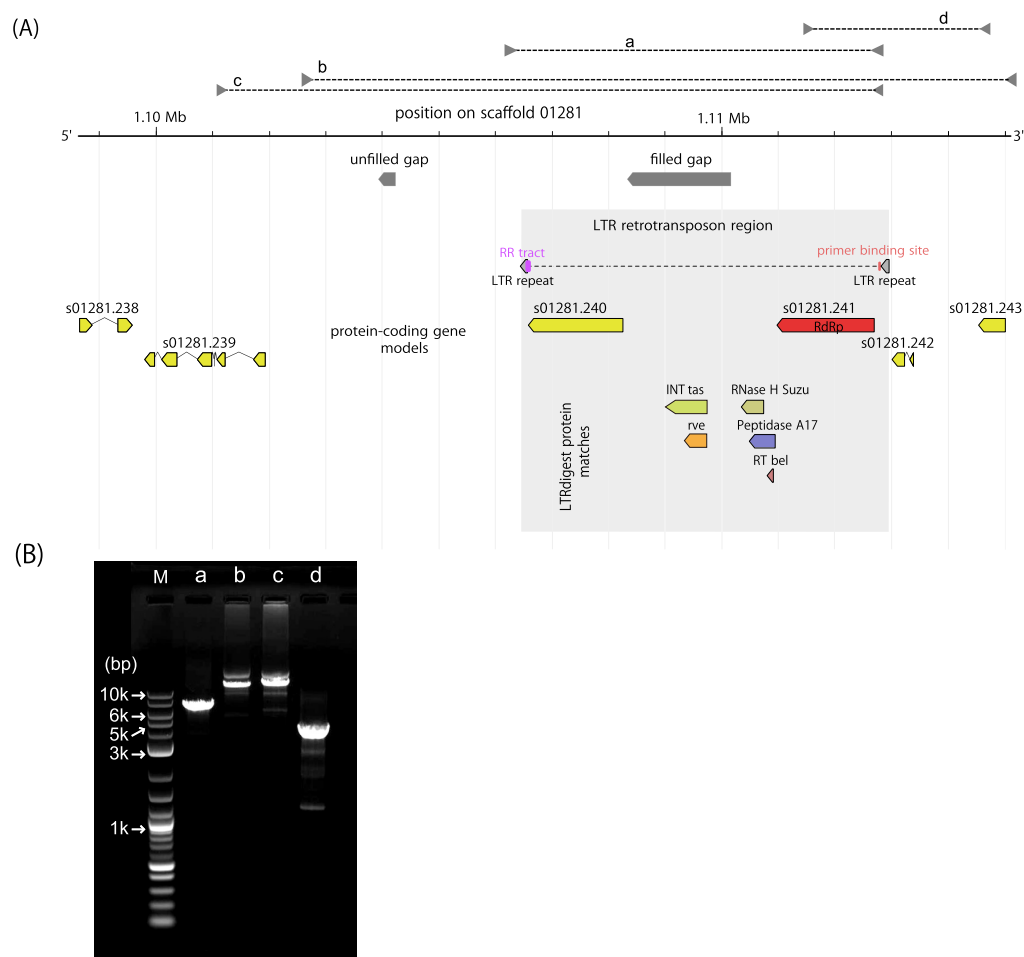 (A)
d
a
b
c
position on scaffold 01281
1.10 Mb
1.11 Mb
5'
3'
unfilled gap
filled gap
LTR retrotransposon region
RR tract
primer binding site
LTR repeat
LTR repeat
s01281.238
s01281.240
s01281.241
s01281.243
RdRp
protein-coding gene
models
s01281.239
s01281.242
INT tas
RNase H Suzu
rve
Peptidase A17
RT bel
LTRdigest protein
matches
(B)
M a b c d
(bp)
10k
6k
5k
3k
1k